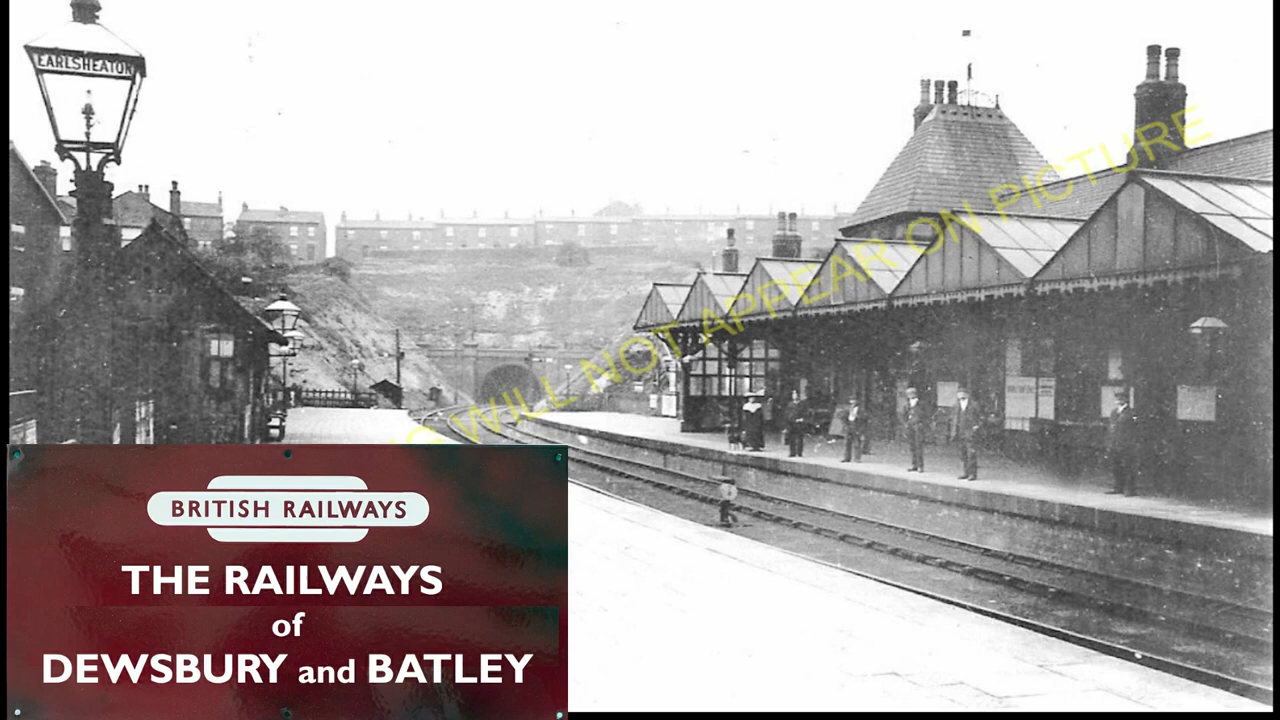 EARLSHEATON
WILL NOT APPEAR ON PICTURE
BRITISH RAILWAYS
THE RAILWAYS
of
DEWSBURY and BATLEY